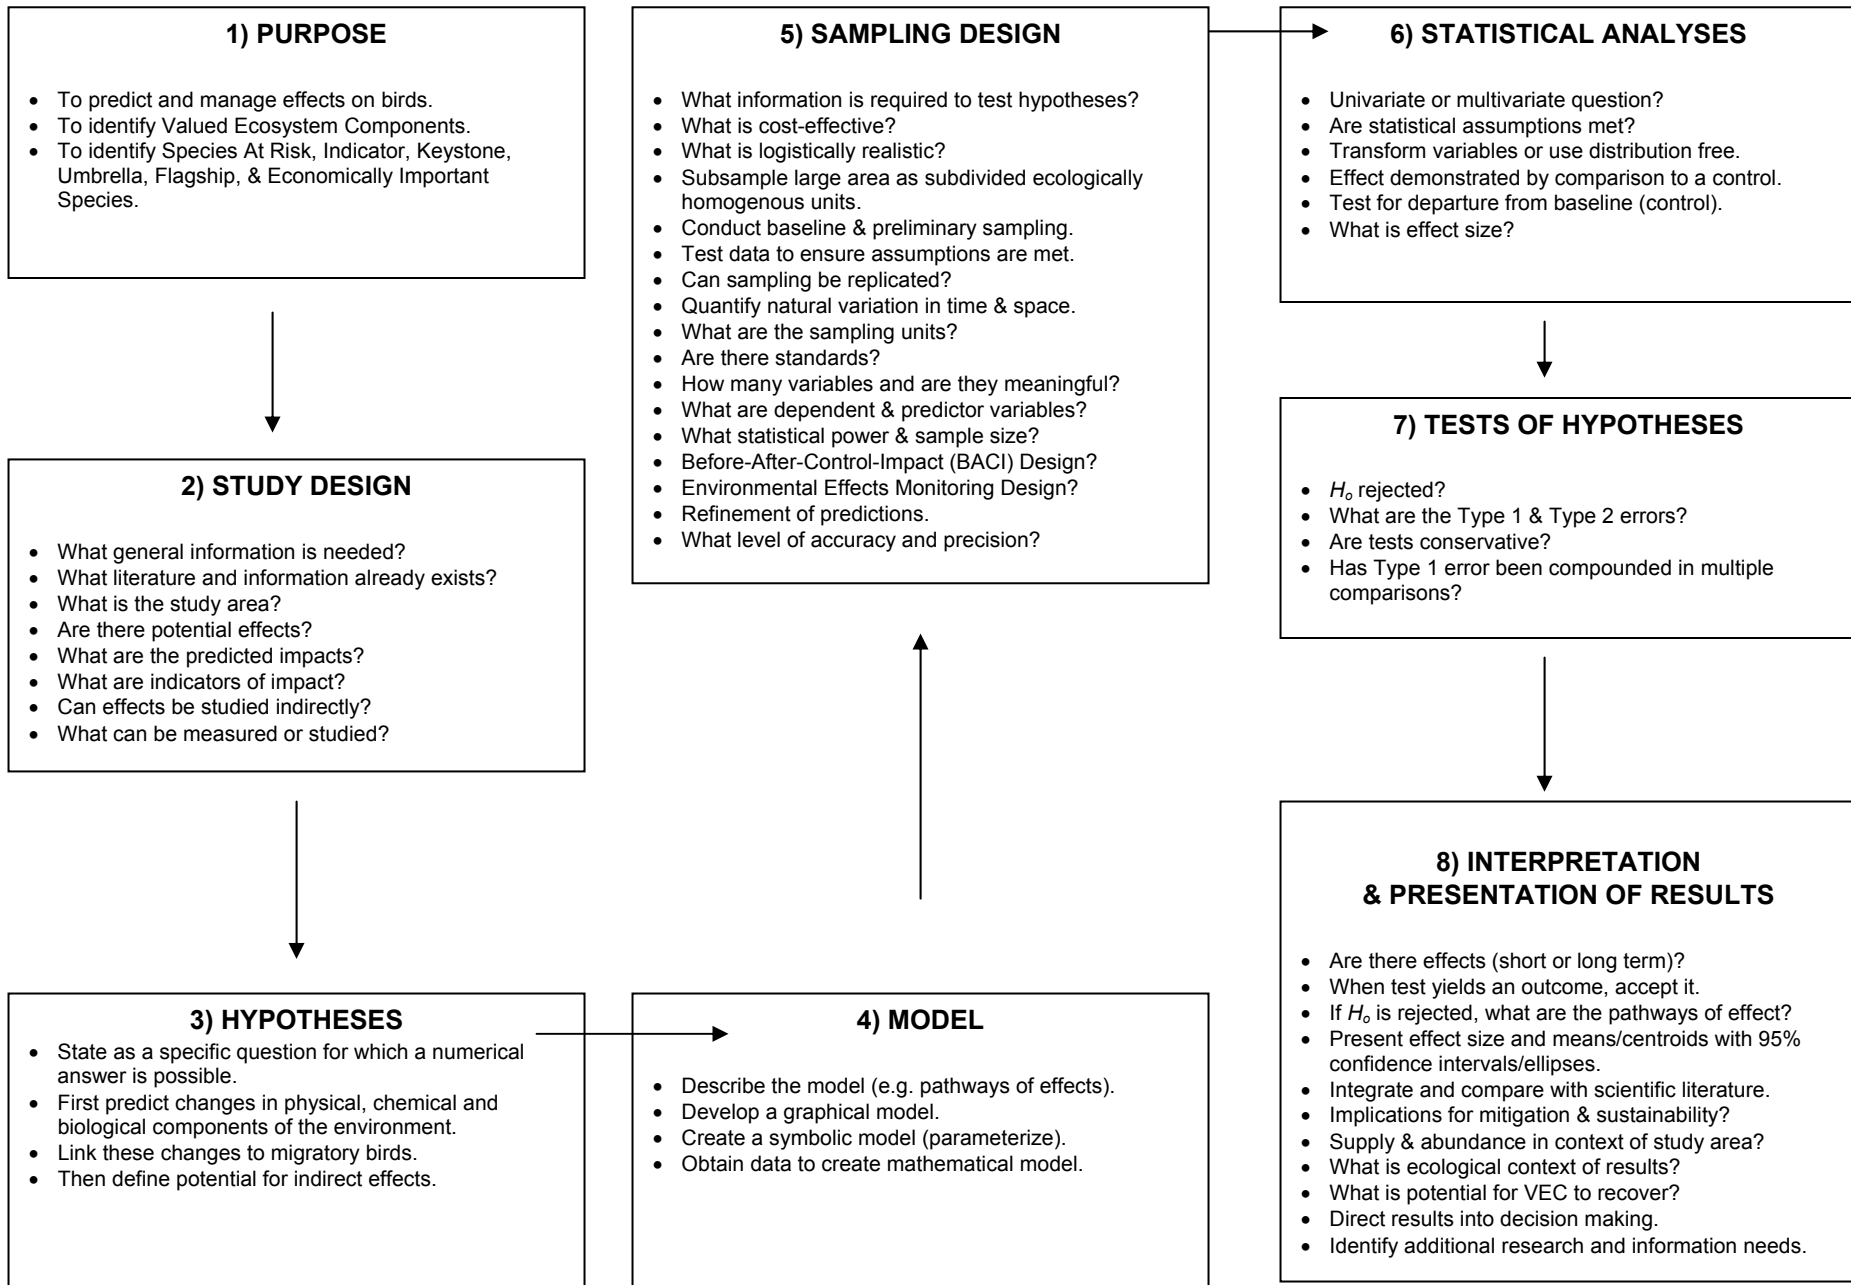 1) PURPOSE
• To predict and manage effects on birds.
• To identify Valued Ecosystem Components.
• To identify Species At Risk, Indicator, Keystone,
Umbrella, Flagship, & Economically Important
Species.
2) STUDY DESIGN
• What general information is needed?
• What literature and information already exists?
• What is the study area?
• Are there potential effects?
• What are the predicted impacts?
• What are indicators of impact?
• Can effects be studied indirectly?
• What can be measured or studied?
3) HYPOTHESES
• State as a specific question for which a numerical
answer is possible.
• First predict changes in physical, chemical and
biological components of the environment.
• Link these changes to migratory birds.
• Then define potential for indirect effects.
4) MODEL
• Describe the model (e.g. pathways of effects).
• Develop a graphical model.
• Create a symbolic model (parameterize).
• Obtain data to create mathematical model.
5) SAMPLING DESIGN
• What information is required to test hypotheses?
• What is cost-effective?
• What is logistically realistic?
• Subsample large area as subdivided ecologically
homogenous units.
• Conduct baseline & preliminary sampling.
• Test data to ensure assumptions are met.
• Can sampling be replicated?
• Quantify natural variation in time & space.
• What are the sampling units?
• Are there standards?
• How many variables and are they meaningful?
• What are dependent & predictor variables?
• What statistical power & sample size?
• Before-After-Control-Impact (BACI) Design?
• Environmental Effects Monitoring Design?
• Refinement of predictions.
• What level of accuracy and precision?
6) STATISTICAL ANALYSES
• Univariate or multivariate question?
• Are statistical assumptions met?
• Transform variables or use distribution free.
• Effect demonstrated by comparison to a control.
• Test for departure from baseline (control).
• What is effect size?
7) TESTS OF HYPOTHESES
• Ho rejected?
• What are the Type 1 & Type 2 errors?
• Are tests conservative?
• Has Type 1 error been compounded in multiple
comparisons?
8) INTERPRETATION
& PRESENTATION OF RESULTS
• Are there effects (short or long term)?
• When test yields an outcome, accept it.
• If Ho is rejected, what are the pathways of effect?
• Present effect size and means/centroids with 95%
confidence intervals/ellipses.
• Integrate and compare with scientific literature.
• Implications for mitigation & sustainability?
• Supply & abundance in context of study area?
• What is ecological context of results?
• What is potential for VEC to recover?
• Direct results into decision making.
• Identify additional research and information needs.